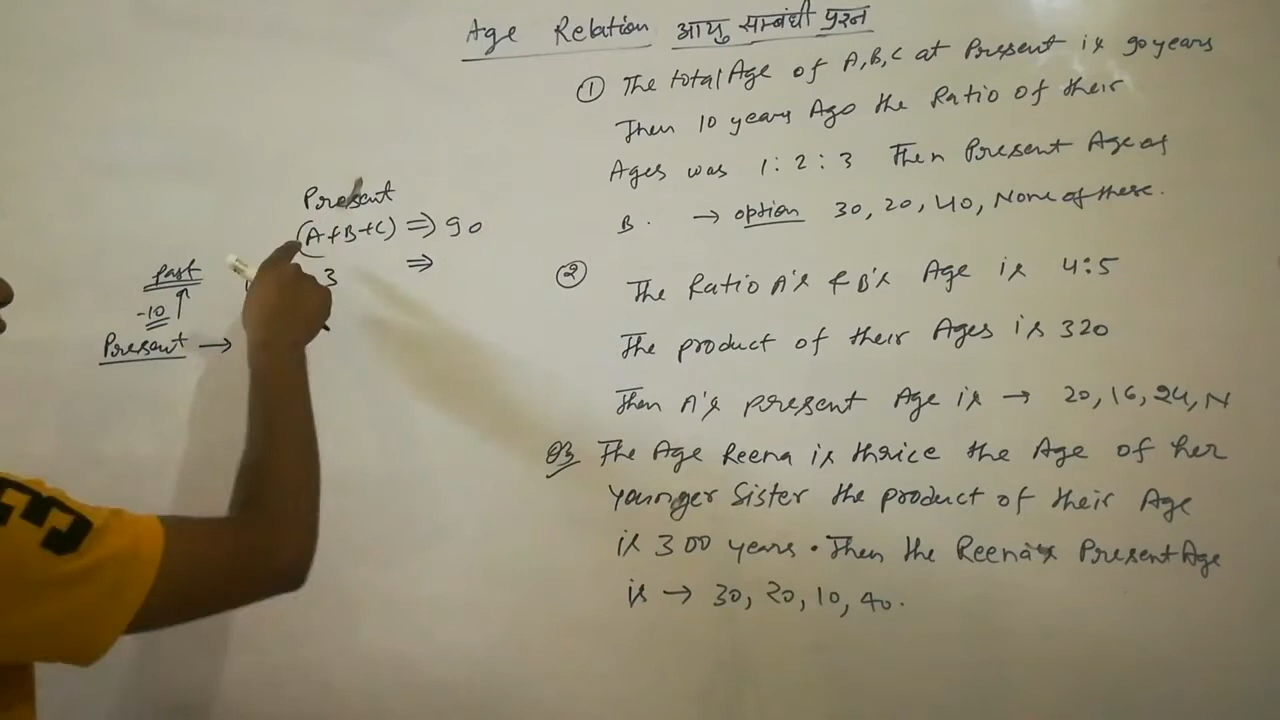 Age Relation आयु सम्बंधी प्रश्न
① The total Age of A,B,C at Present is 90 years
Then 10 years Ago the Ratio of their
Ages was 1:2:3 Then Present Age of
B. → option 30, 20, 40, None of these.
② The Ratio A's & B's Age is 4:5
The product of their Ages is 320
Then A's present Age is → 20, 16, 24, N
Q3 The Age Reena is thrice the Age of her
younger Sister the product of their Age
is 300 years. Then the Reena's Present Age
is → 30, 20, 10, 40.
Present
(A+B+C) ⇒ 90
3 ⇒
Past
-10 ↑
Present →
3